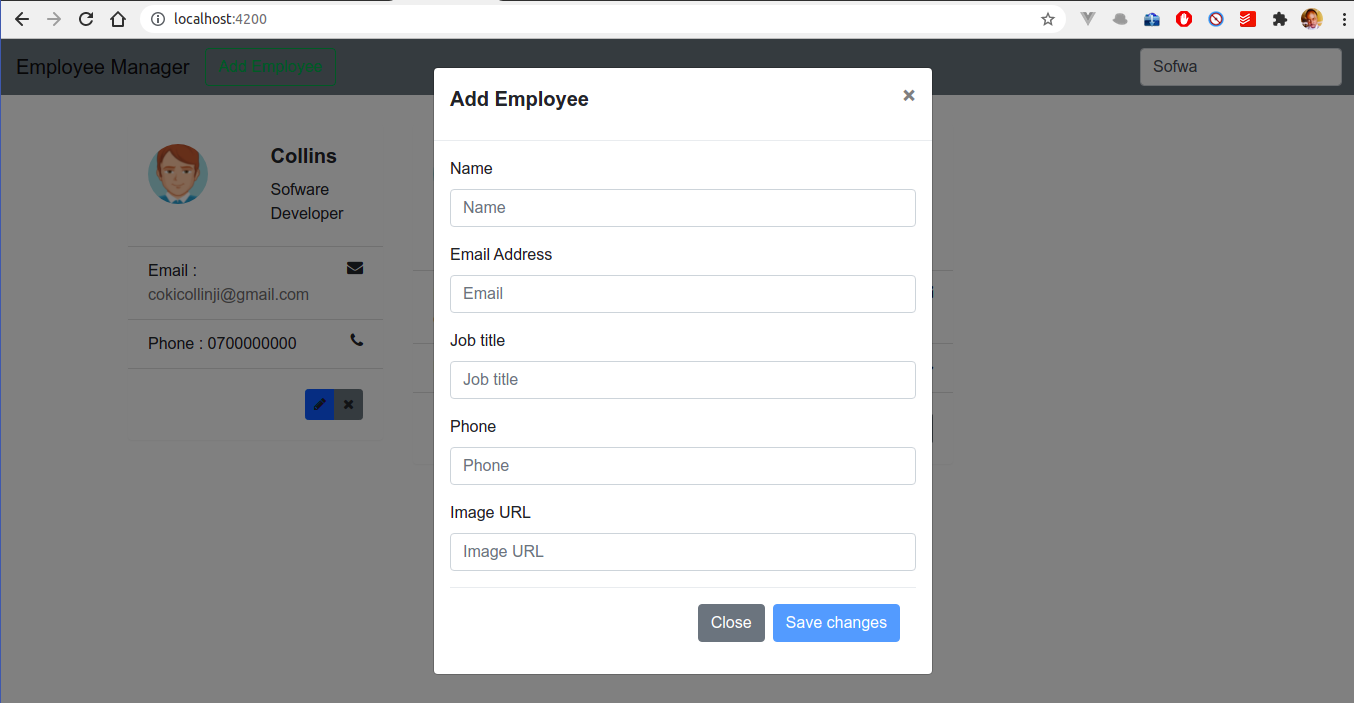 localhost:4200
Employee Manager
Add Employee
Sofwa
Collins
Sofware
Developer
Email :
cokicollinji@gmail.com
Phone : 0700000000
Add Employee
×
Name
Name
Email Address
Email
Job title
Job title
Phone
Phone
Image URL
Image URL
Close
Save changes